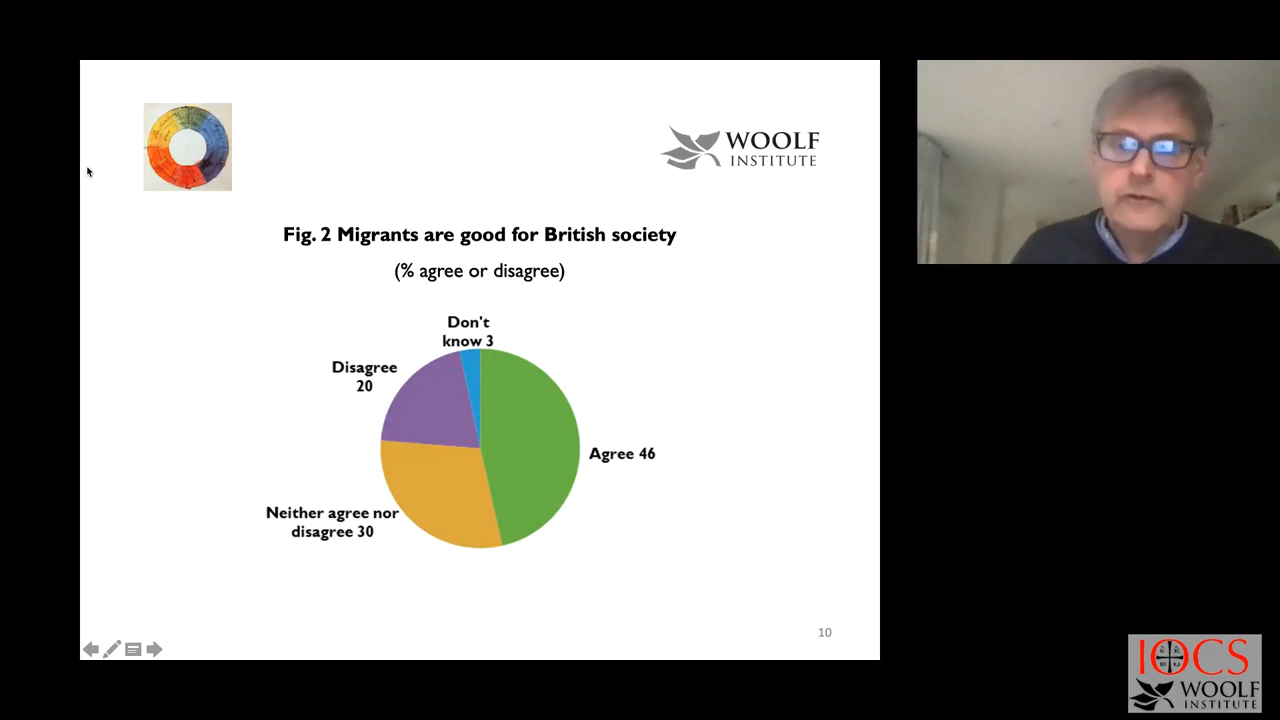 WOOLF
INSTITUTE
Fig. 2 Migrants are good for British society
(% agree or disagree)
Don't
know 3
Disagree
20
Agree 46
Neither agree nor
disagree 30
10
IOCS
WOOLF
INSTITUTE